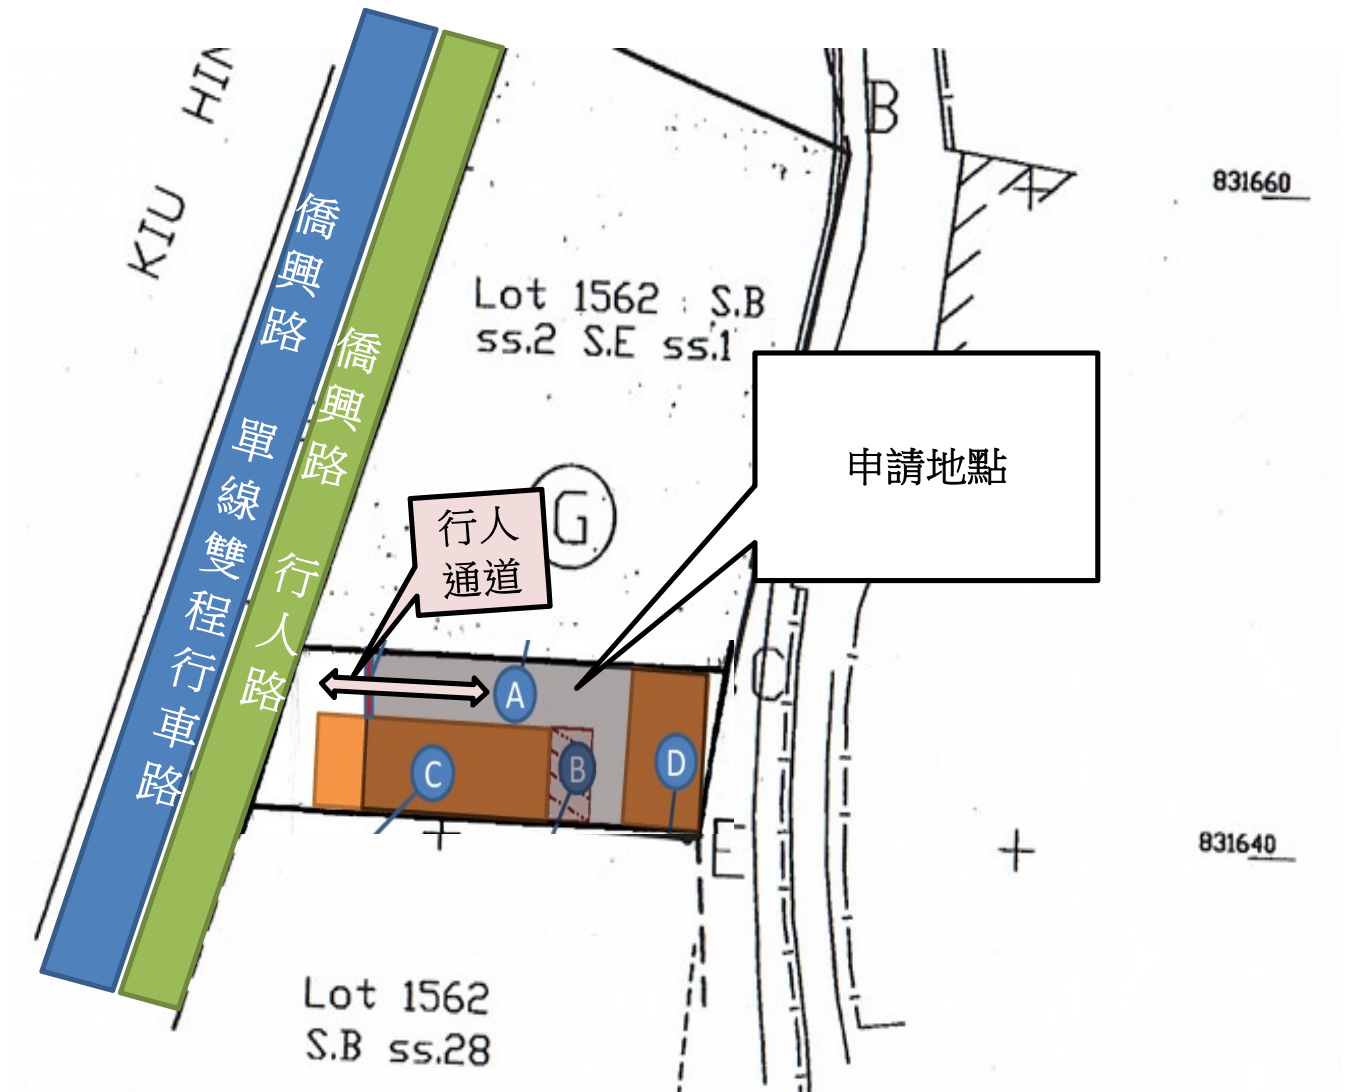 KIU HIN
B
831660
僑興路 單線雙程行車路
僑興路 行人路
Lot 1562 S.B
ss.2 S.E ss.1
申請地點
G
行人
通道
A
C
B
D
C
E
831640
Lot 1562
S.B ss.28